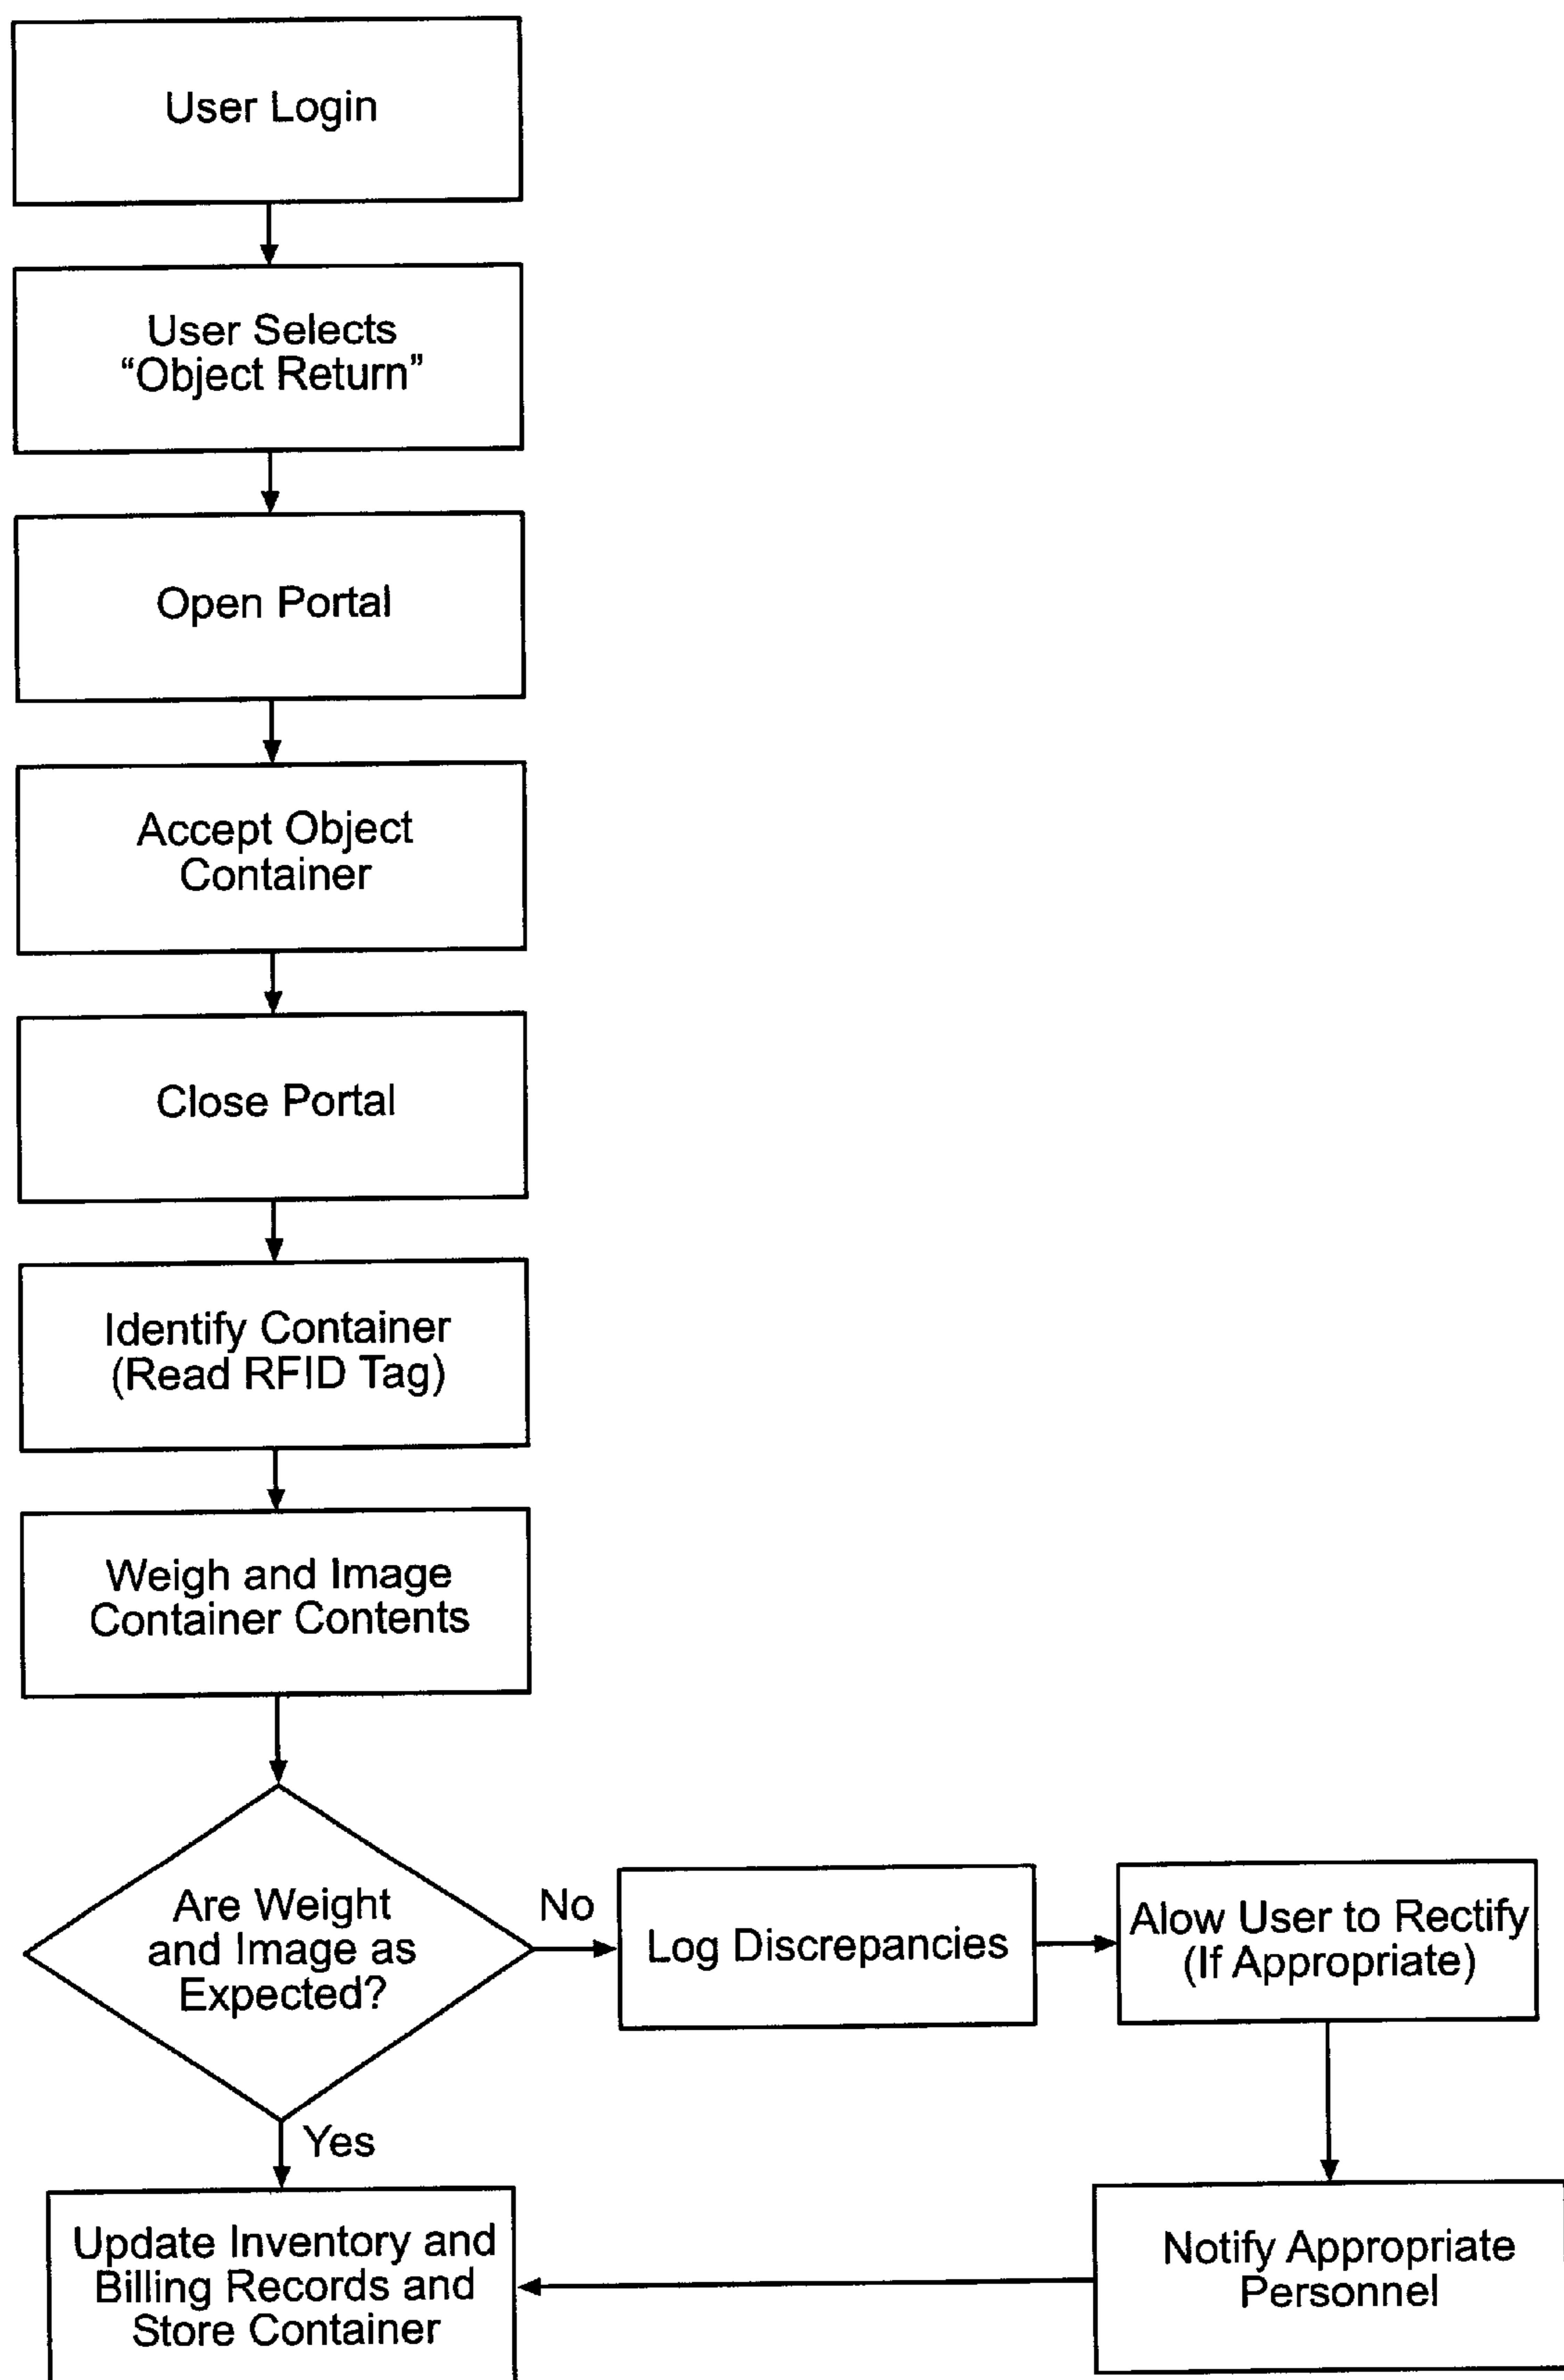 User Login
User Selects
“Object Return”
Open Portal
Accept Object
Container
Close Portal
Identify Container
(Read RFID Tag)
Weigh and Image
Container Contents
Are Weight
and Image as
Expected?
No
Log Discrepancies
Alow User to Rectify
(If Appropriate)
Yes
Update Inventory and
Billing Records and
Store Container
Notify Appropriate
Personnel